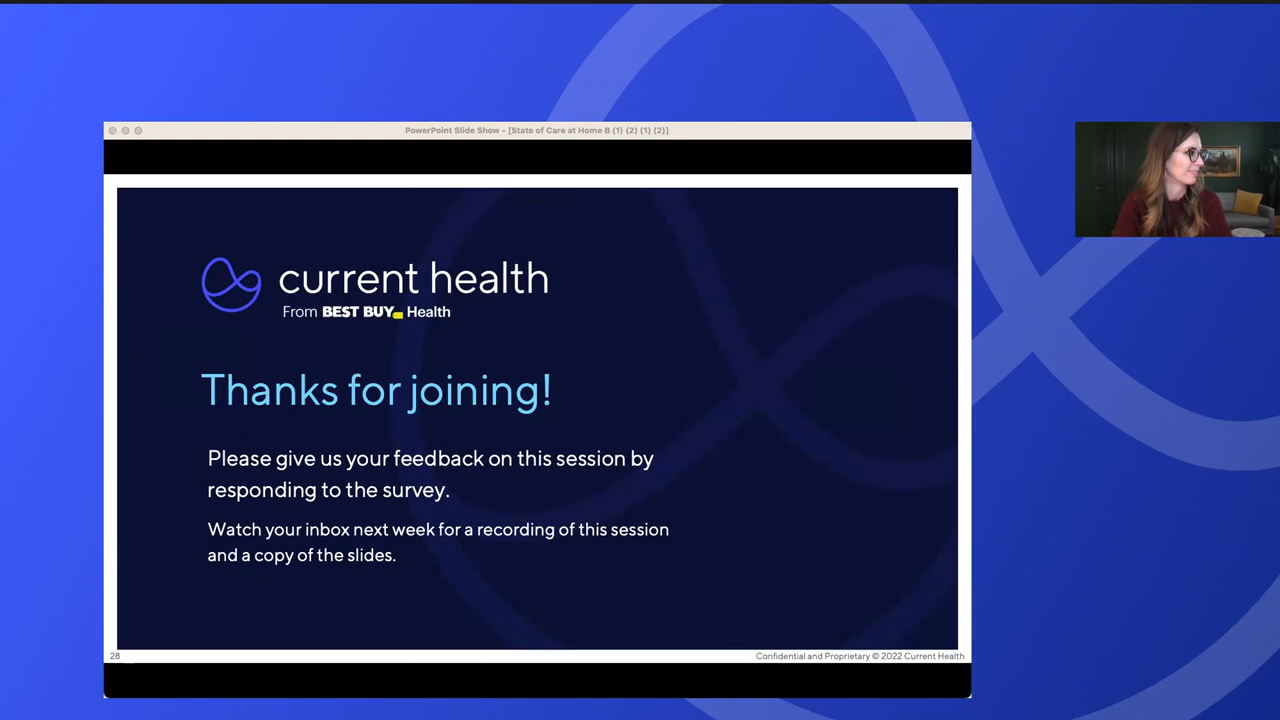 PowerPoint Slide Show - [State of Care at Home B (1) (2) (1) (2)]
current health
From BEST BUY Health
Thanks for joining!
Please give us your feedback on this session by
responding to the survey.
Watch your inbox next week for a recording of this session
and a copy of the slides.
28
Confidential and Proprietary © 2022 Current Health